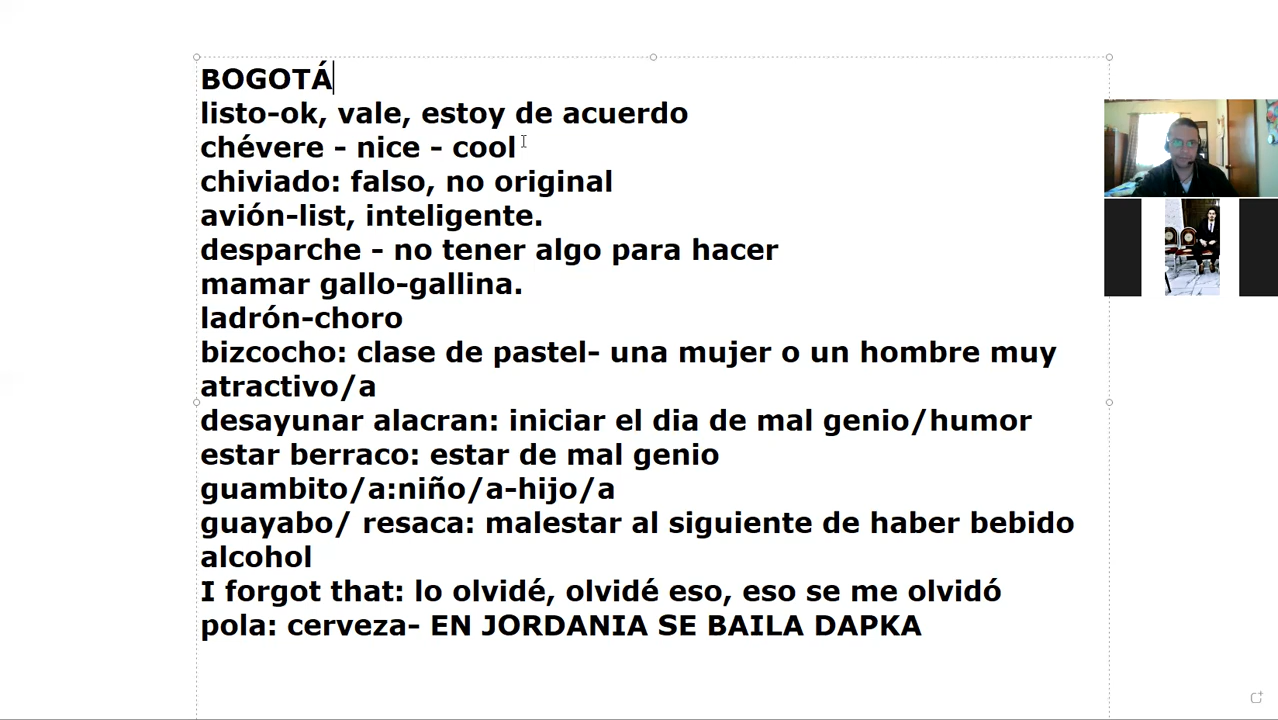 BOGOTÁ
listo-ok, vale, estoy de acuerdo
chévere - nice - cool
chiviado: falso, no original
avión-list, inteligente.
desparche - no tener algo para hacer
mamar gallo-gallina.
ladrón-choro
bizcocho: clase de pastel- una mujer o un hombre muy
atractivo/a
desayunar alacran: iniciar el dia de mal genio/humor
estar berraco: estar de mal genio
guambito/a:niño/a-hijo/a
guayabo/ resaca: malestar al siguiente de haber bebido
alcohol
I forgot that: lo olvidé, olvidé eso, eso se me olvidó
pola: cerveza- EN JORDANIA SE BAILA DAPKA